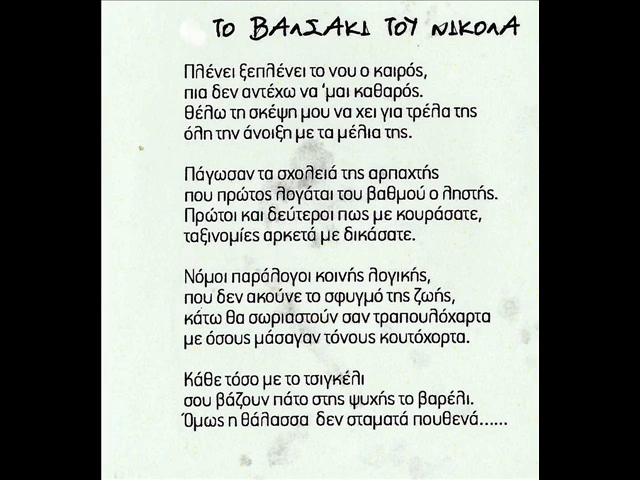 ΤΟ ΒΑΛΣΑΚΙ ΤΟΥ ΝΙΚΟΛΑ
Πλένει ξεπλένει το νου ο καιρός,
πια δεν αντέχω να 'μαι καθαρός.
Θέλω τη σκέψη μου να χει για τρέλα της
όλη την άνοιξη με τα μέλια της.
Πάγωσαν τα σχολειά της αρπαχτής
που πρώτος λογάται του βαθμού ο ληστής.
Πρώτοι και δεύτεροι πως με κουράσατε,
ταξινομίες αρκετά με δικάσατε.
Νόμοι παράλογοι κοινής λογικής,
που δεν ακούνε το σφυγμό της ζωής,
κάτω θα σωριαστούν σαν τραπουλόχαρτα
με όσους μάσαγαν τόνους κουτόχορτα.
Κάθε τόσο με το τσιγκέλι
σου βάζουν πάτο στης ψυχής το βαρέλι.
Όμως η θάλασσα δεν σταματά πουθενά......